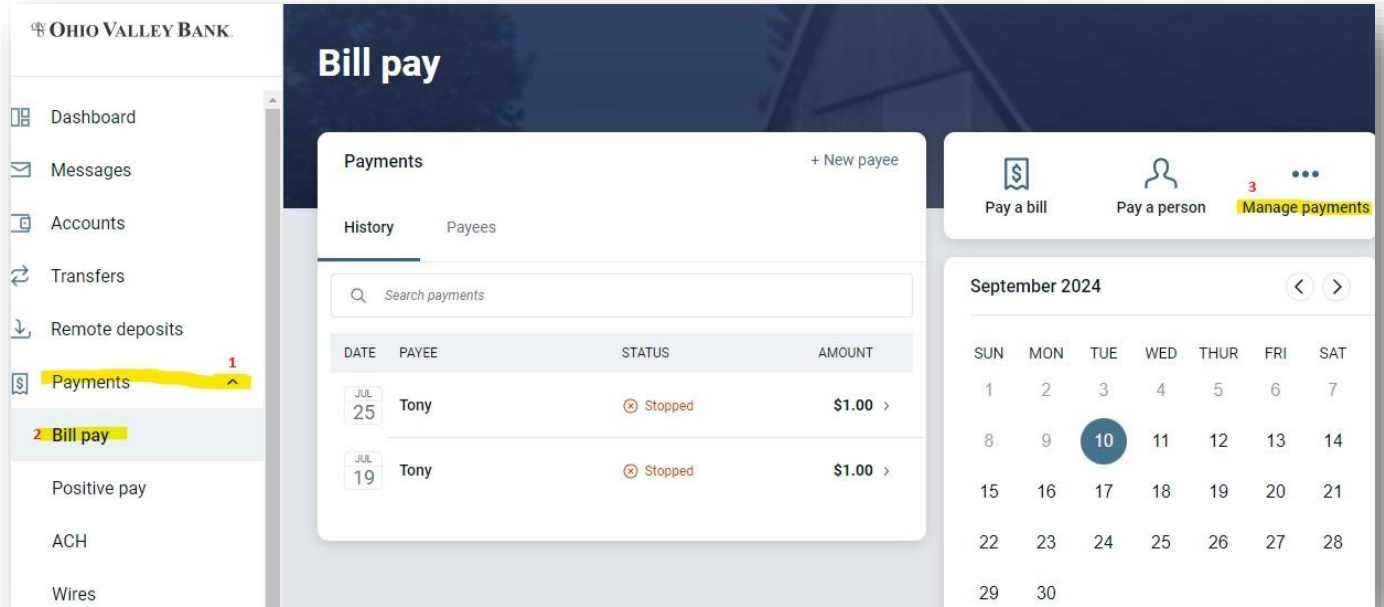 OVB OHIO VALLEY BANK.
Dashboard
Messages
Accounts
Transfers
Remote deposits
1
Payments
2 Bill pay
Positive pay
ACH
Wires
Bill pay
Payments
+ New payee
History Payees
Search payments
DATE PAYEE STATUS AMOUNT
JUL
25 Tony Stopped $1.00 >
JUL
19 Tony Stopped $1.00 >
Pay a bill
Pay a person
3
Manage payments
September 2024
SUN MON TUE WED THUR FRI SAT
1 2 3 4 5 6 7
8 9 10 11 12 13 14
15 16 17 18 19 20 21
22 23 24 25 26 27 28
29 30